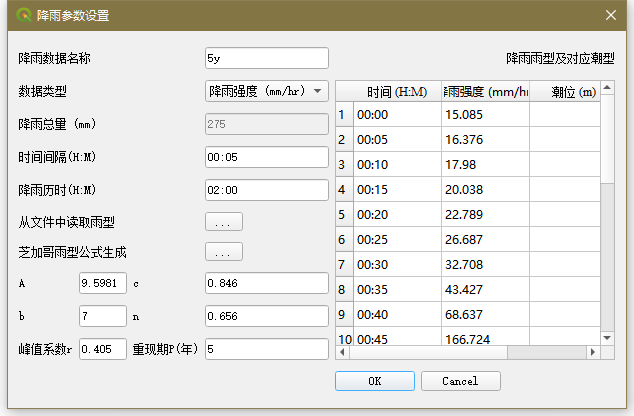 降雨参数设置
降雨数据名称 5y 降雨雨型及对应潮型
数据类型 降雨强度 (mm/hr)
降雨总量 (mm) 275
时间间隔(H:M) 00:05
降雨历时(H:M) 02:00
从文件中读取雨型 ...
芝加哥雨型公式生成 ...
A 9.5981 c 0.846
b 7 n 0.656
峰值系数r 0.405 重现期P(年) 5
时间 (H:M) 降雨强度 (mm/hr 潮位 (m)
1 00:00 15.085
2 00:05 16.376
3 00:10 17.98
4 00:15 20.038
5 00:20 22.789
6 00:25 26.687
7 00:30 32.708
8 00:35 43.427
9 00:40 68.637
10 00:45 166.724
OK Cancel